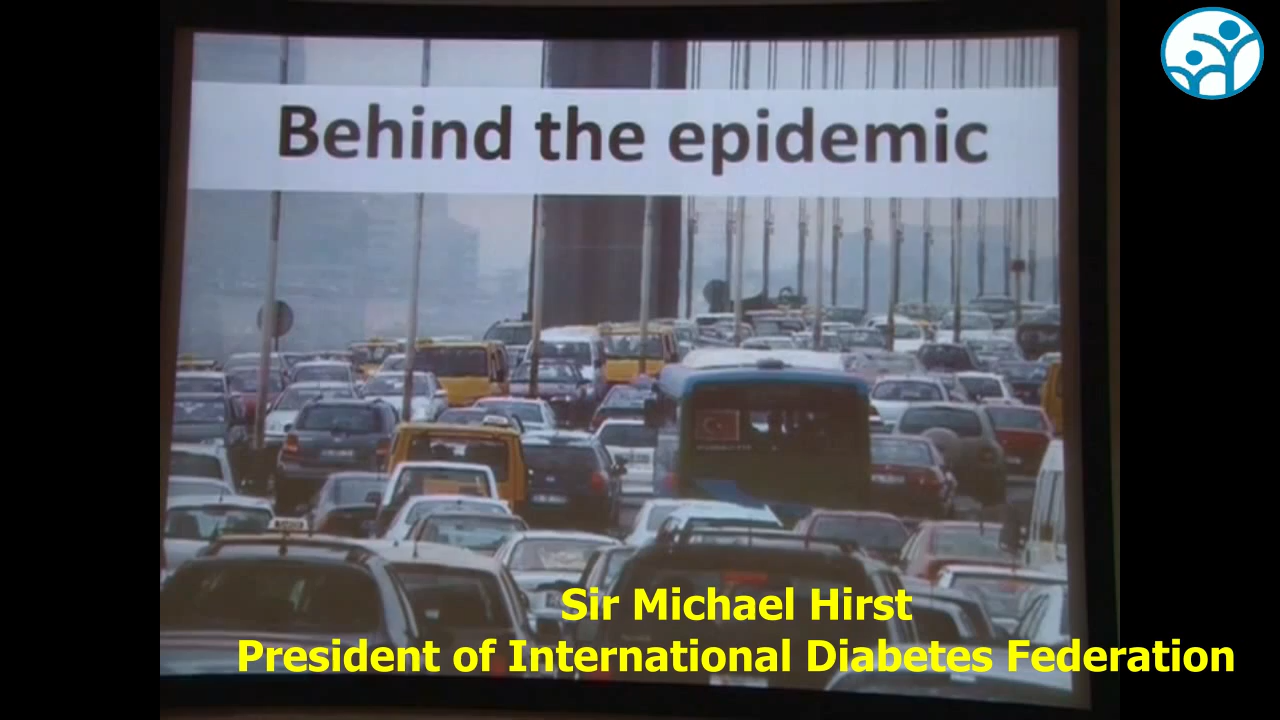 Behind the epidemic
Sir Michael Hirst
President of International Diabetes Federation